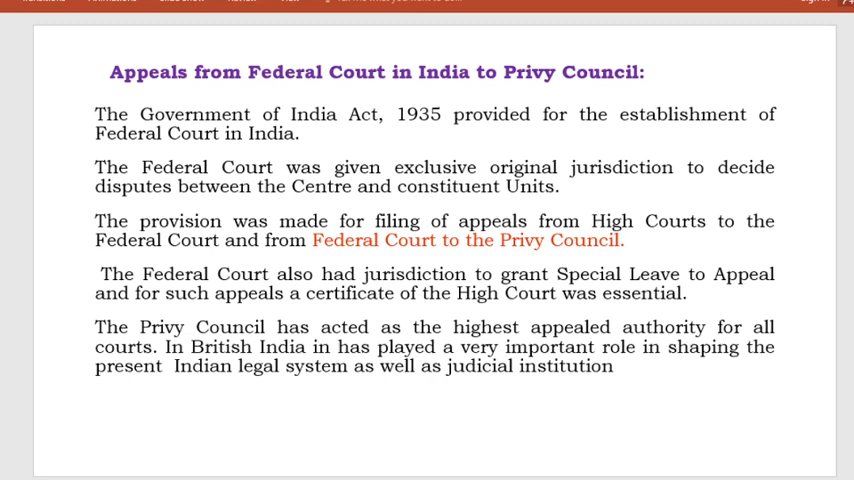 Appeals from Federal Court in India to Privy Council:
The Government of India Act, 1935 provided for the establishment of
Federal Court in India.
The Federal Court was given exclusive original jurisdiction to decide
disputes between the Centre and constituent Units.
The provision was made for filing of appeals from High Courts to the
Federal Court and from Federal Court to the Privy Council.
The Federal Court also had jurisdiction to grant Special Leave to Appeal
and for such appeals a certificate of the High Court was essential.
The Privy Council has acted as the highest appealed authority for all
courts. In British India in has played a very important role in shaping the
present Indian legal system as well as judicial institution